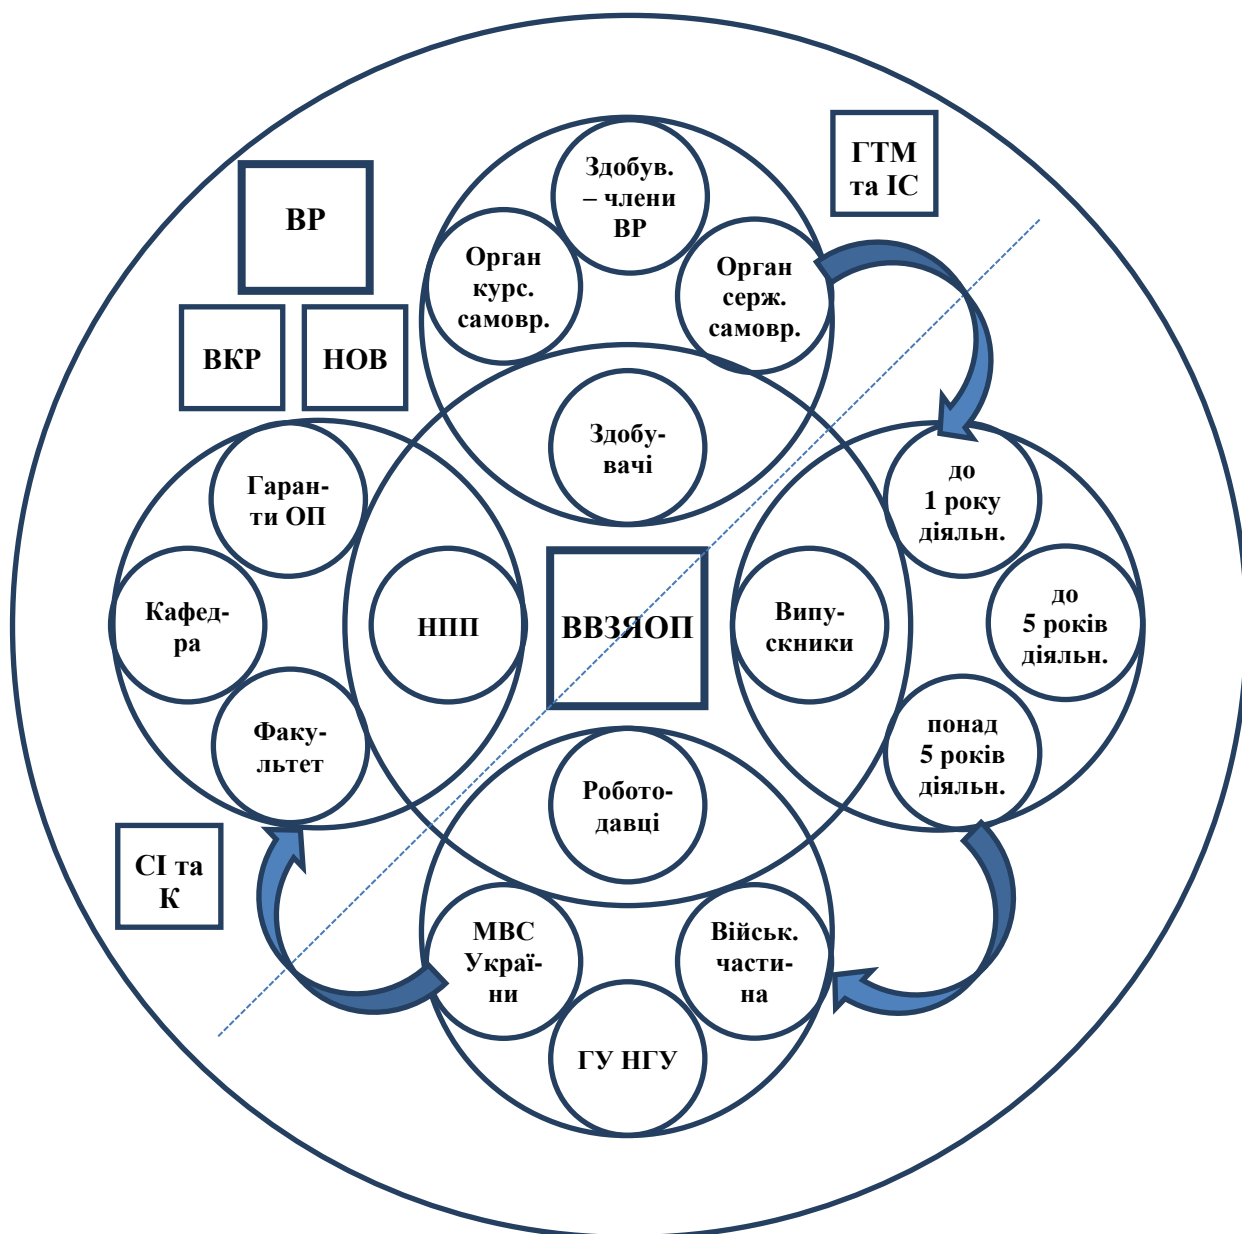 ГТМ
та ІС
Здобув.
– члени
ВР
ВР
Орган
курс.
самовр.
Орган
серж.
самовр.
ВКР
НОВ
Здобу-
вачі
Гаран-
ти ОП
до
1 року
діяльн.
Кафед-
ра
НПП
ВВЗЯОП
Випу-
скники
до
5 років
діяльн.
Факу-
льтет
понад
5 років
діяльн.
Робото-
давці
СІ та
К
МВС
Украї-
ни
Військ.
части-
на
ГУ НГУ